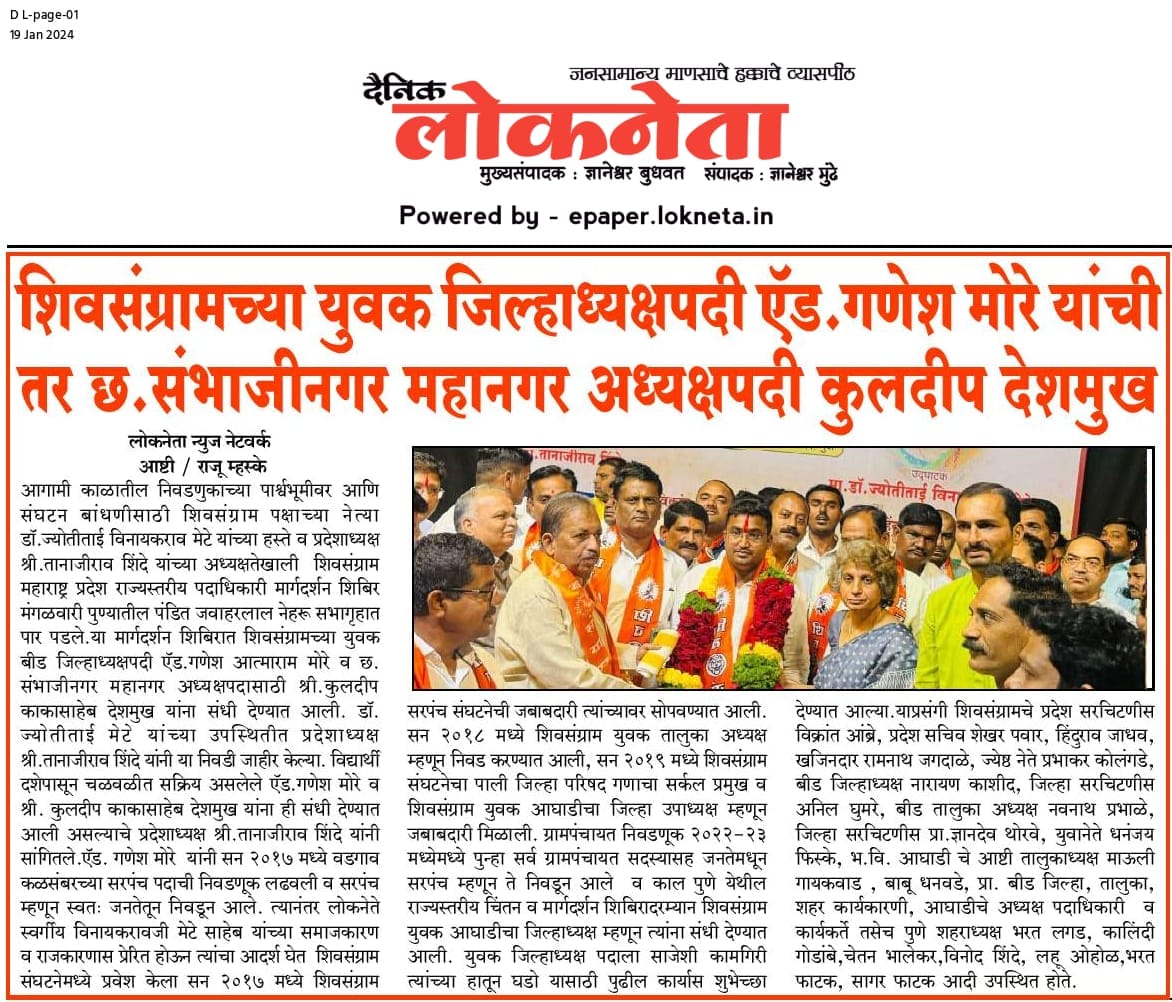 D L-page-01
19 Jan 2024
जनसामान्य माणसाचे हक्काचे व्यासपीठ
दैनिक
लोकनेता
मुख्यसंपादक : ज्ञानेश्वर बुधवत संपादक : ज्ञानेश्वर मुंढे
Powered by - epaper.lokneta.in
शिवसंग्रामच्या युवक जिल्हाध्यक्षपदी ऍड.गणेश मोरे यांची
तर छ.संभाजीनगर महानगर अध्यक्षपदी कुलदीप देशमुख
लोकनेता न्युज नेटवर्क
आष्टी / राजू म्हस्के
आगामी काळातील निवडणुकाच्या पार्श्वभूमीवर आणि
संघटन बांधणीसाठी शिवसंग्राम पक्षाच्या नेत्या
डॉ.ज्योतीताई विनायकराव मेटे यांच्या हस्ते व प्रदेशाध्यक्ष
श्री.तानाजीराव शिंदे यांच्या अध्यक्षतेखाली शिवसंग्राम
महाराष्ट्र प्रदेश राज्यस्तरीय पदाधिकारी मार्गदर्शन शिबिर
मंगळवारी पुण्यातील पंडित जवाहरलाल नेहरू सभागृहात
पार पडले.या मार्गदर्शन शिबिरात शिवसंग्रामच्या युवक
बीड जिल्हाध्यक्षपदी ऍड.गणेश आत्माराम मोरे व छ.
संभाजीनगर महानगर अध्यक्षपदासाठी श्री.कुलदीप
काकासाहेब देशमुख यांना संधी देण्यात आली. डॉ.
ज्योतीताई मेटे यांच्या उपस्थितीत प्रदेशाध्यक्ष
श्री.तानाजीराव शिंदे यांनी या निवडी जाहीर केल्या. विद्यार्थी
दशेपासून चळवळीत सक्रिय असलेले ऍड.गणेश मोरे व
श्री. कुलदीप काकासाहेब देशमुख यांना ही संधी देण्यात
आली असल्याचे प्रदेशाध्यक्ष श्री.तानाजीराव शिंदे यांनी
सांगितले.ऍड. गणेश मोरे यांनी सन २०१७ मध्ये वडगाव
कळसंबरच्या सरपंच पदाची निवडणूक लढवली व सरपंच
म्हणून स्वतः जनतेतून निवडून आले. त्यानंतर लोकनेते
स्वर्गीय विनायकरावजी मेटे साहेब यांच्या समाजकारण
व राजकारणास प्रेरित होऊन त्यांचा आदर्श घेत शिवसंग्राम
संघटनेमध्ये प्रवेश केला सन २०१७ मध्ये शिवसंग्राम
.तानाजीराव शिंदे
उद्घाटक
मा.डॉ.ज्योतीताई विना
सरपंच संघटनेची जबाबदारी त्यांच्यावर सोपवण्यात आली.
सन २०१८ मध्ये शिवसंग्राम युवक तालुका अध्यक्ष
म्हणून निवड करण्यात आली, सन २०१९ मध्ये शिवसंग्राम
संघटनेचा पाली जिल्हा परिषद गणाचा सर्कल प्रमुख व
शिवसंग्राम युवक आघाडीचा जिल्हा उपाध्यक्ष म्हणून
जबाबदारी मिळाली. ग्रामपंचायत निवडणूक २०२२-२३
मध्येमध्ये पुन्हा सर्व ग्रामपंचायत सदस्यासह जनतेमधून
सरपंच म्हणून ते निवडून आले व काल पुणे येथील
राज्यस्तरीय चिंतन व मार्गदर्शन शिबिरादरम्यान शिवसंग्राम
युवक आघाडीचा जिल्हाध्यक्ष म्हणून त्यांना संधी देण्यात
आली. युवक जिल्हाध्यक्ष पदाला साजेशी कामगिरी
त्यांच्या हातून घडो यासाठी पुढील कार्यास शुभेच्छा
देण्यात आल्या.याप्रसंगी शिवसंग्रामचे प्रदेश सरचिटणीस
विक्रांत आंब्रे, प्रदेश सचिव शेखर पवार, हिंदुराव जाधव,
खजिनदार रामनाथ जगदाळे, ज्येष्ठ नेते प्रभाकर कोलंगडे,
बीड जिल्हाध्यक्ष नारायण काशीद, जिल्हा सरचिटणीस
अनिल घुमरे, बीड तालुका अध्यक्ष नवनाथ प्रभाळे,
जिल्हा सरचिटणीस प्रा.ज्ञानदेव थोरवे, युवानेते धनंजय
फिस्के, भ.वि. आघाडी चे आष्टी तालुकाध्यक्ष माऊली
गायकवाड , बाबू धनवडे, प्रा. बीड जिल्हा, तालुका,
शहर कार्यकारणी, आघाडीचे अध्यक्ष पदाधिकारी व
कार्यकर्ते तसेच पुणे शहराध्यक्ष भरत लगड, कालिंदी
गोडांबे,चेतन भालेकर,विनोद शिंदे, लहू ओहोळ,भरत
फाटक, सागर फाटक आदी उपस्थित होते.